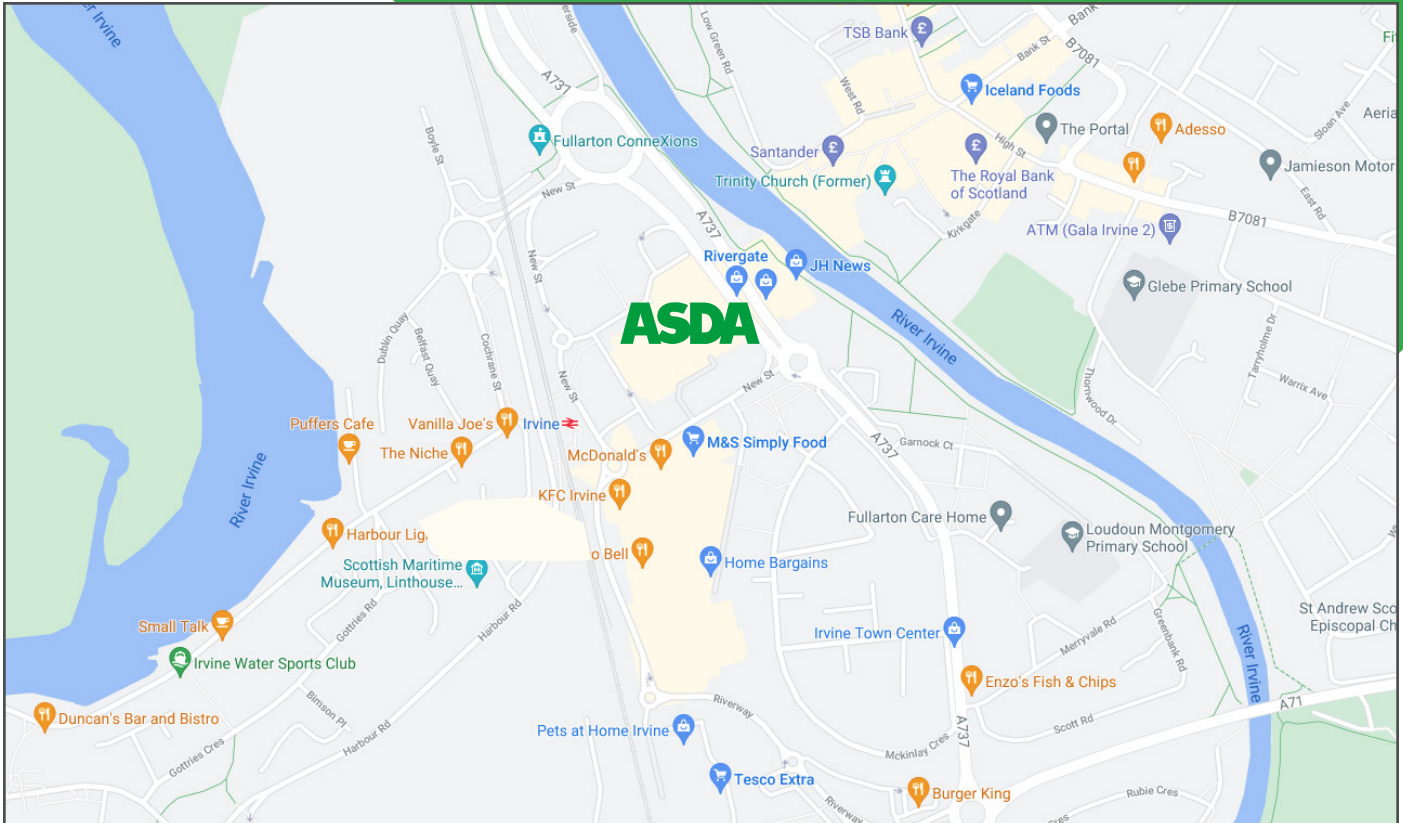 er Irvine
erside
Low Green Rd
TSB Bank
Bank St
Bank
B7081
Fi
A737
West Rd
Iceland Foods
Boyle St
Fullarton ConneXions
Santander
The Portal
Adesso
Sloan Ave
Aeria
High St
The Royal Bank
of Scotland
Jamieson Motor
Trinity Church (Former)
New St
A737
Kirkgate
ATM (Gala Irvine 2)
East Rd
B7081
New St
Rivergate
JH News
Glebe Primary School
Dublin Quay
Belfast Quay
Cochrane St
ASDA
River Irvine
Tarryholme Dr
Warrix Ave
New St
New St
Thornwood Dr
Puffers Cafe
Vanilla Joe's
Irvine
The Niche
McDonald's
M&S Simply Food
A737
Garnock Ct
River Irvine
KFC Irvine
Harbour Lig
Fullarton Care Home
Loudoun Montgomery
Primary School
o Bell
Home Bargains
Scottish Maritime
Museum, Linthouse...
Gottries Rd
Harbour Rd
Small Talk
Irvine Water Sports Club
Irvine Town Center
Merryvale Rd
Greenbank Rd
River Irvine
St Andrew Sco
Episcopal Ch
Enzo's Fish & Chips
Bimson Pl
Duncan's Bar and Bistro
Gottries Cres
Harbour Rd
Riverway
Pets at Home Irvine
A737
Scott Rd
A71
Mckinlay Cres
Tesco Extra
Burger King
Riverway
Rubie Cres